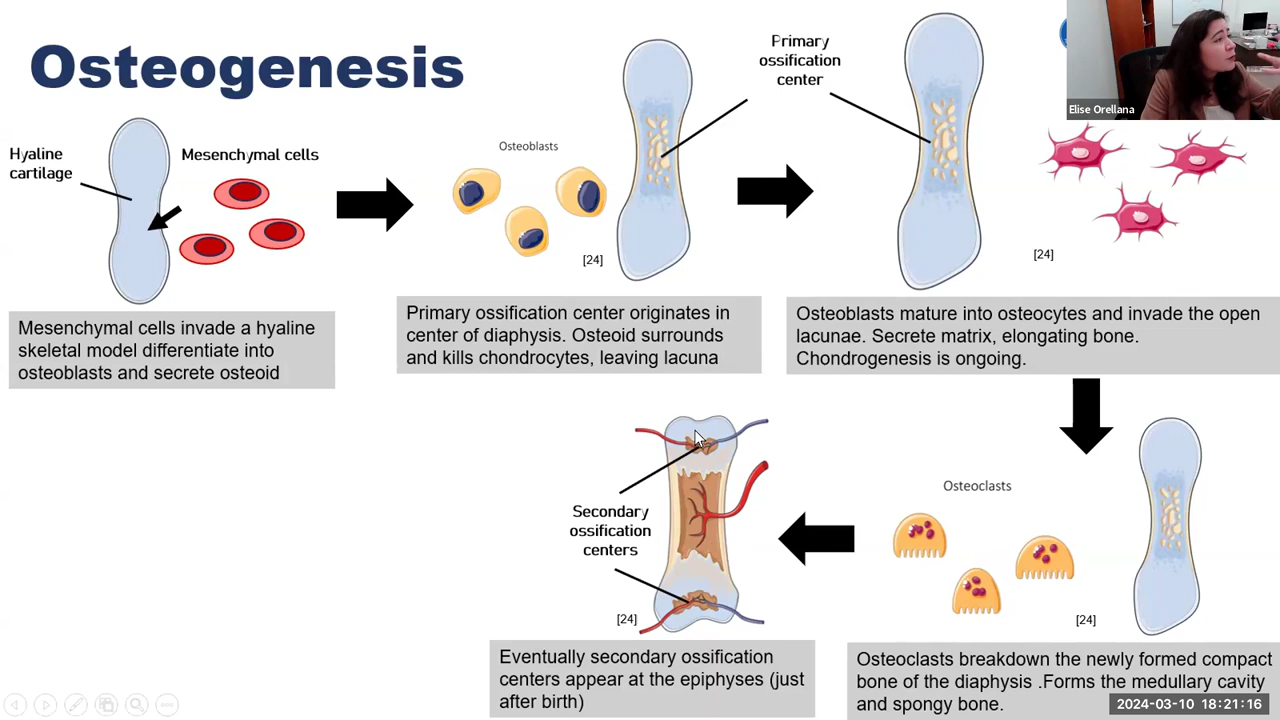 Osteogenesis
Elise Orellana
Hyaline
cartilage
Mesenchymal cells
Osteoblasts
[24]
Primary
ossification
center
[24]
Mesenchymal cells invade a hyaline
skeletal model differentiate into
osteoblasts and secrete osteoid
Primary ossification center originates in
center of diaphysis. Osteoid surrounds
and kills chondrocytes, leaving lacuna
Osteoblasts mature into osteocytes and invade the open
lacunae. Secrete matrix, elongating bone.
Chondrogenesis is ongoing.
Osteoclasts
[24]
Secondary
ossification
centers
[24]
Eventually secondary ossification
centers appear at the epiphyses (just
after birth)
Osteoclasts breakdown the newly formed compact
bone of the diaphysis .Forms the medullary cavity
and spongy bone.
2024-03-10 18:21:16